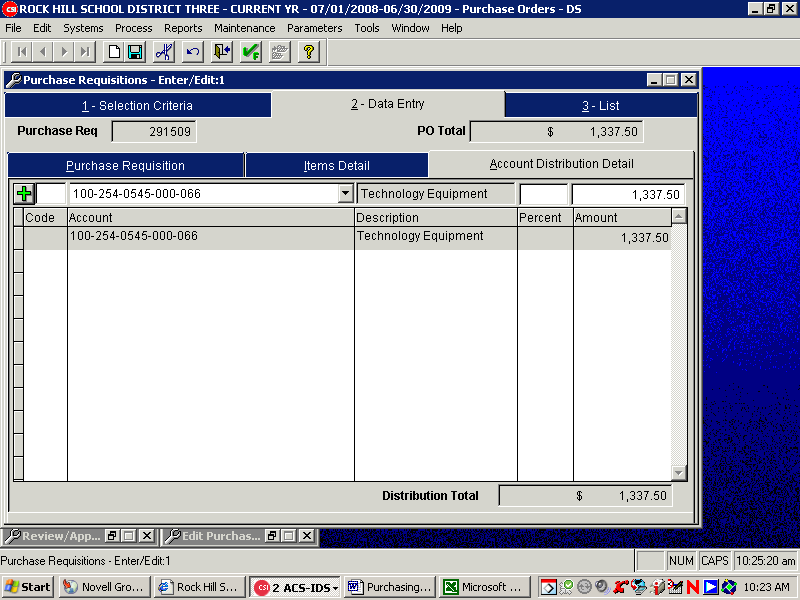 CSI ROCK HILL SCHOOL DISTRICT THREE - CURRENT YR - 07/01/2008-06/30/2009 - Purchase Orders - DS
File Edit Systems Process Reports Maintenance Parameters Tools Window Help
Purchase Requisitions - Enter/Edit:1
1 - Selection Criteria 2 - Data Entry 3 - List
Purchase Req 291509 PO Total $ 1,337.50
Purchase Requisition Items Detail Account Distribution Detail
100-254-0545-000-066 Technology Equipment 1,337.50
Code Account Description Percent Amount
100-254-0545-000-066 Technology Equipment 1,337.50
Distribution Total $ 1,337.50
Review/App... Edit Purchas...
Purchase Requisitions - Enter/Edit:1 NUM CAPS 10:25:20 am
Start Novell Gro... Rock Hill S... CSI 2 ACS-IDS Purchasing... Microsoft ... 10:23 AM